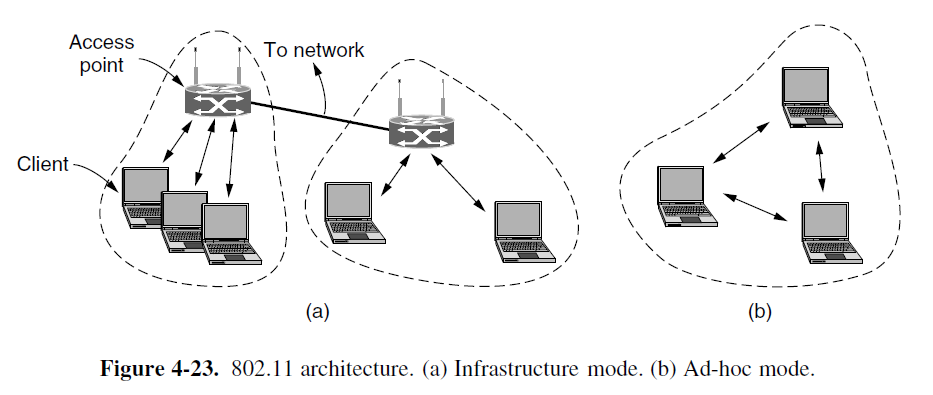 Access
point
To network
Client
(a)
(b)
Figure 4-23. 802.11 architecture. (a) Infrastructure mode. (b) Ad-hoc mode.